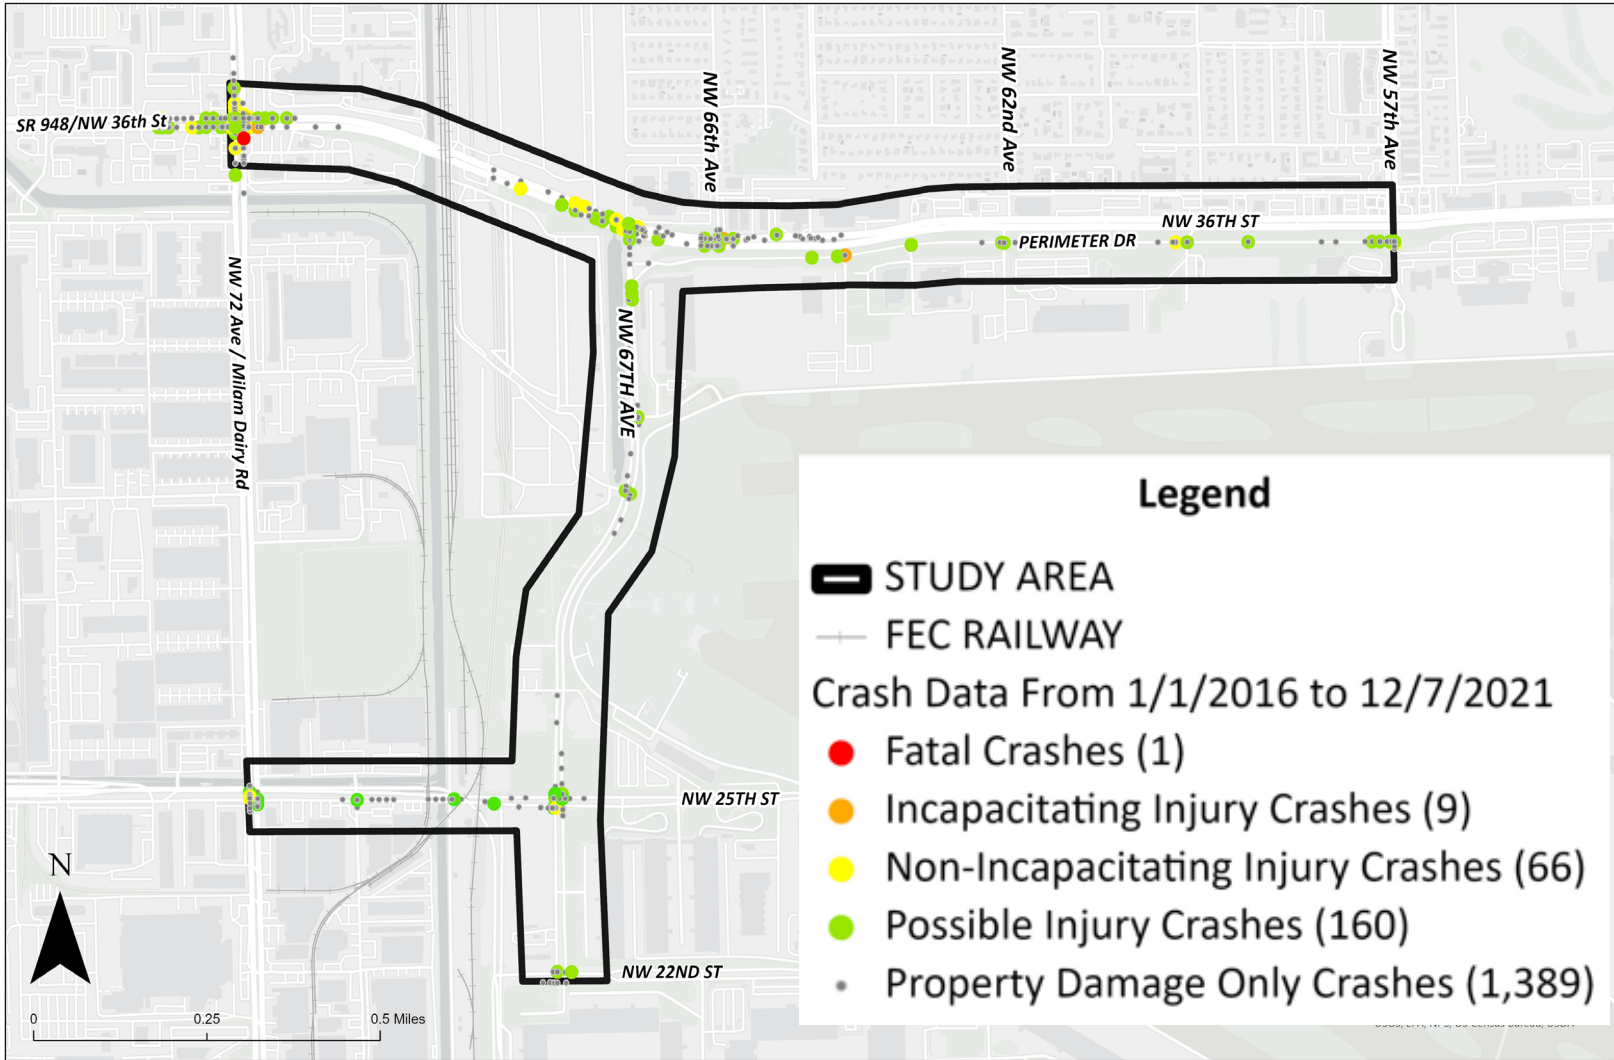 SR 948/NW 36th St
NW 66th Ave
NW 62nd Ave
NW 57th Ave
NW 36TH ST
PERIMETER DR
NW 72 Ave / Milam Dairy Rd
NW 67TH AVE
NW 25TH ST
NW 22ND ST
N
0 0.25 0.5 Miles
Legend
STUDY AREA
FEC RAILWAY
Crash Data From 1/1/2016 to 12/7/2021
Fatal Crashes (1)
Incapacitating Injury Crashes (9)
Non-Incapacitating Injury Crashes (66)
Possible Injury Crashes (160)
Property Damage Only Crashes (1,389)